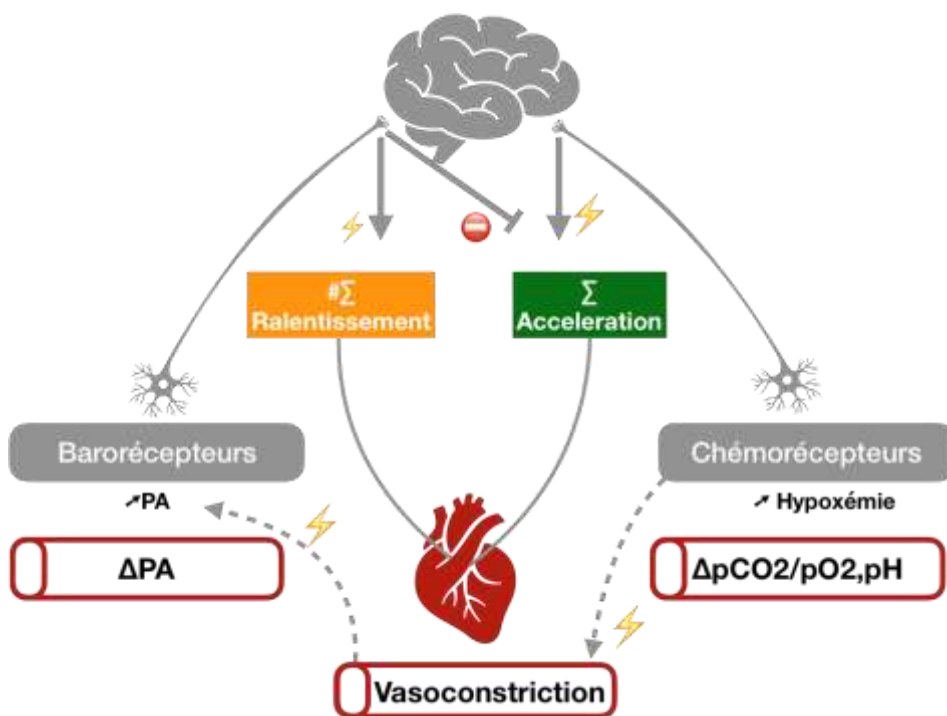 #∑
Ralentissement
∑
Acceleration
Barorécepteurs
Chémorécepteurs
➚PA
➚ Hypoxémie
ΔPA
ΔpCO2/pO2,pH
Vasoconstriction